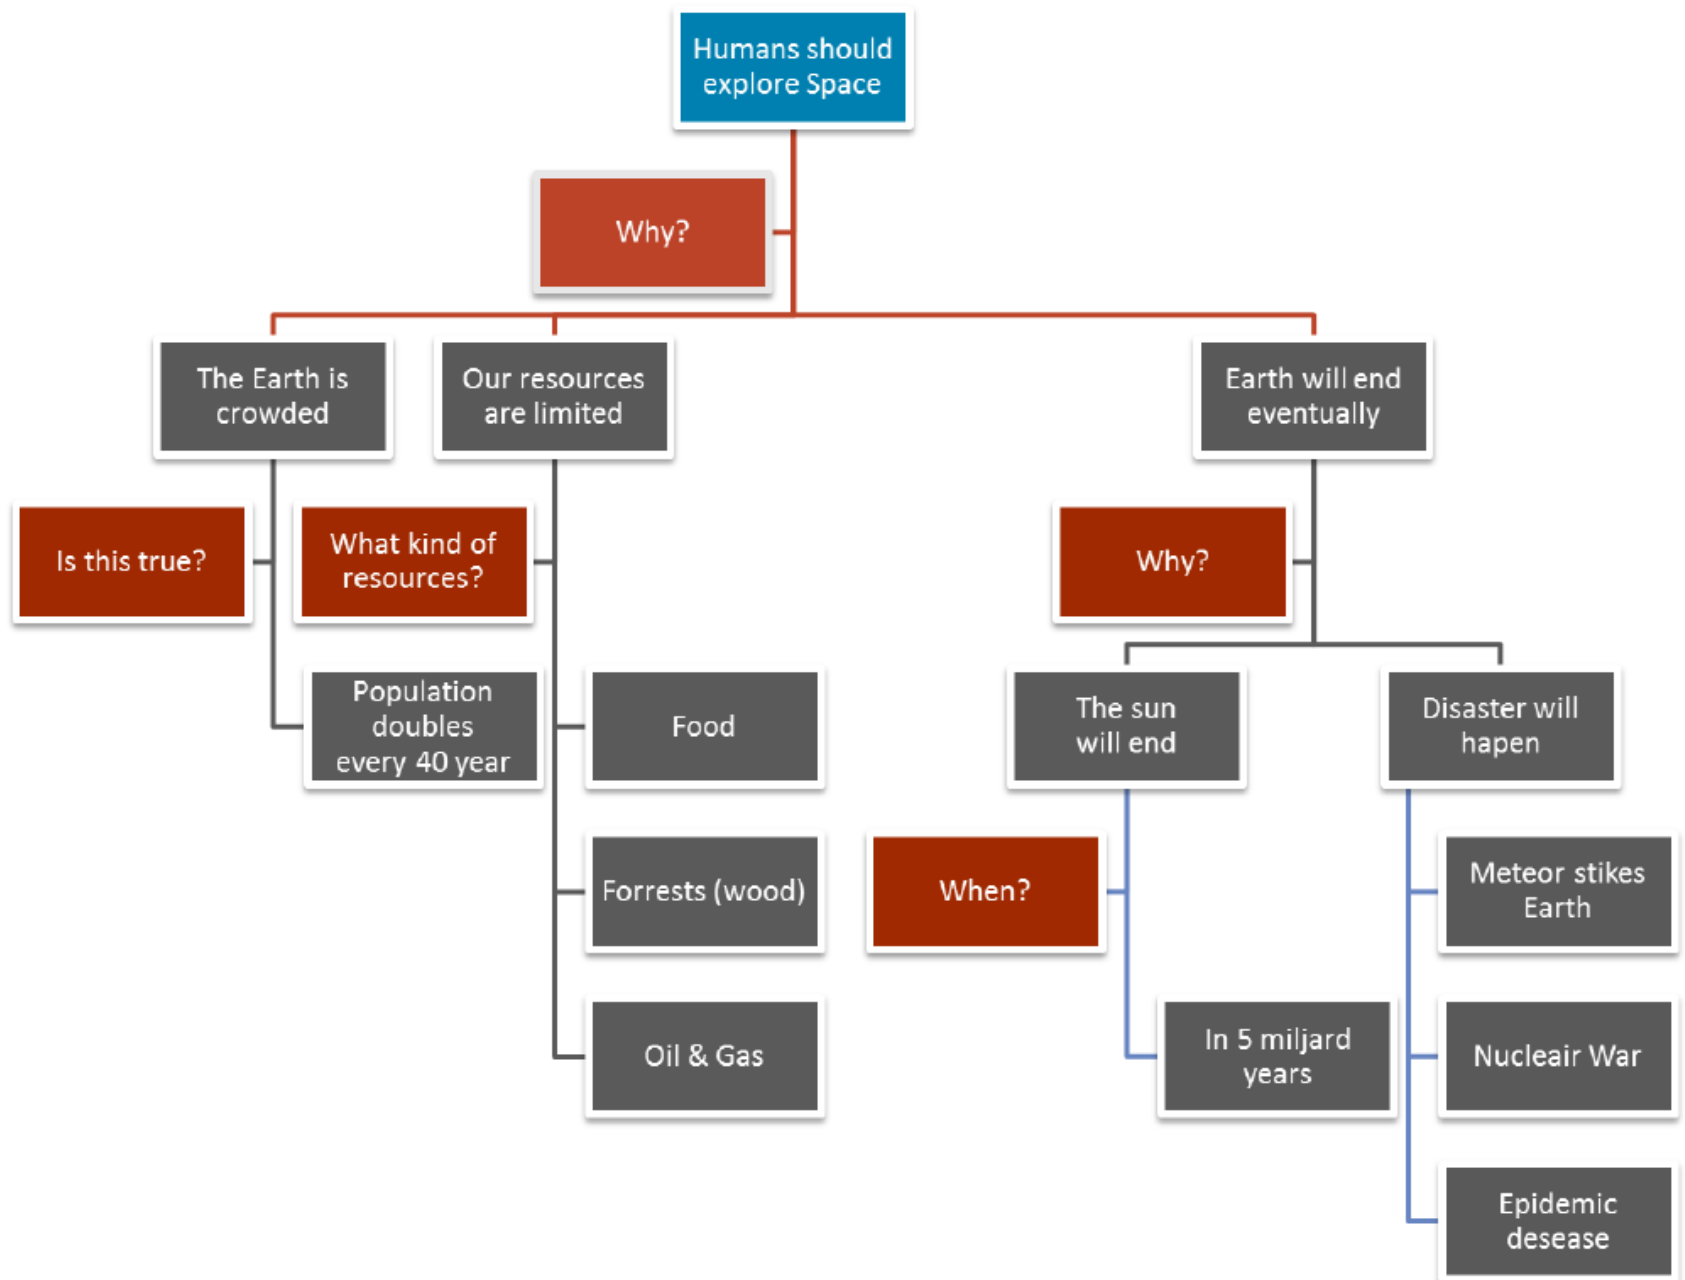 Humans should
explore Space
Why?
The Earth is
crowded
Our resources
are limited
Earth will end
eventually
Is this true?
What kind of
resources?
Why?
Population
doubles
every 40 year
Food
The sun
will end
Disaster will
hapen
Forrests (wood)
When?
Meteor stikes
Earth
Oil & Gas
In 5 miljard
years
Nucleair War
Epidemic
desease